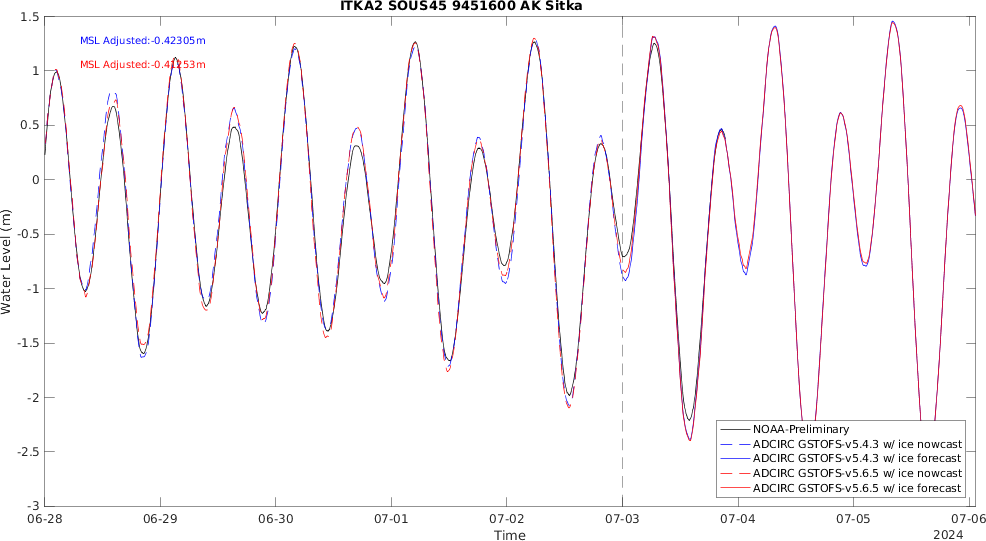 ITKA2 SOUS45 9451600 AK Sitka
MSL Adjusted:-0.42305m
MSL Adjusted:-0.41253m
Water Level (m)
1.5
1
0.5
0
-0.5
-1
-1.5
-2
-2.5
-3
NOAA-Preliminary
ADCIRC GSTOFS-v5.4.3 w/ ice nowcast
ADCIRC GSTOFS-v5.4.3 w/ ice forecast
ADCIRC GSTOFS-v5.6.5 w/ ice nowcast
ADCIRC GSTOFS-v5.6.5 w/ ice forecast
06-28 06-29 06-30 07-01 07-02 07-03 07-04 07-05 07-06
Time
2024